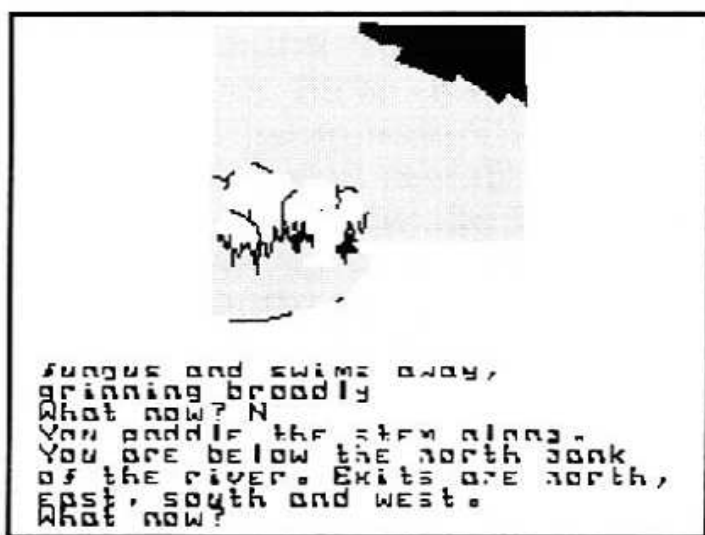 fungus and swims away,
grinning broadly
What now? N
You paddle the stem along.
You are below the north bank
of the river. Exits are north,
east, south and west.
What now?